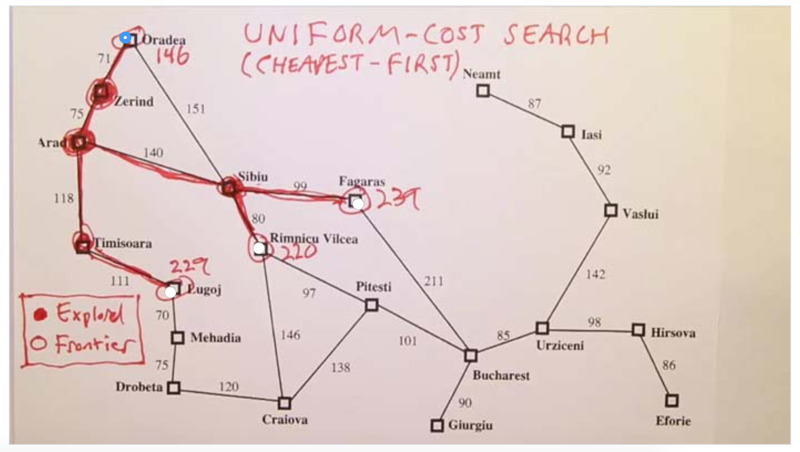 UNIFORM-COST SEARCH
(CHEAPEST-FIRST)
Oradea
146
71
Neamt
87
Zerind
151
Iasi
75
Arad
140
92
Sibiu
99
Fagaras
239
118
80
Vaslui
Timisoara
Rimnicu Vilcea
220
111
229
Lugoj
97
Pitesti
211
142
Explored
70
Frontier
Mehadia
146
101
85
98
Hirsova
Urziceni
75
138
86
Bucharest
Drobeta
120
90
Craiova
Giurgiu
Eforie